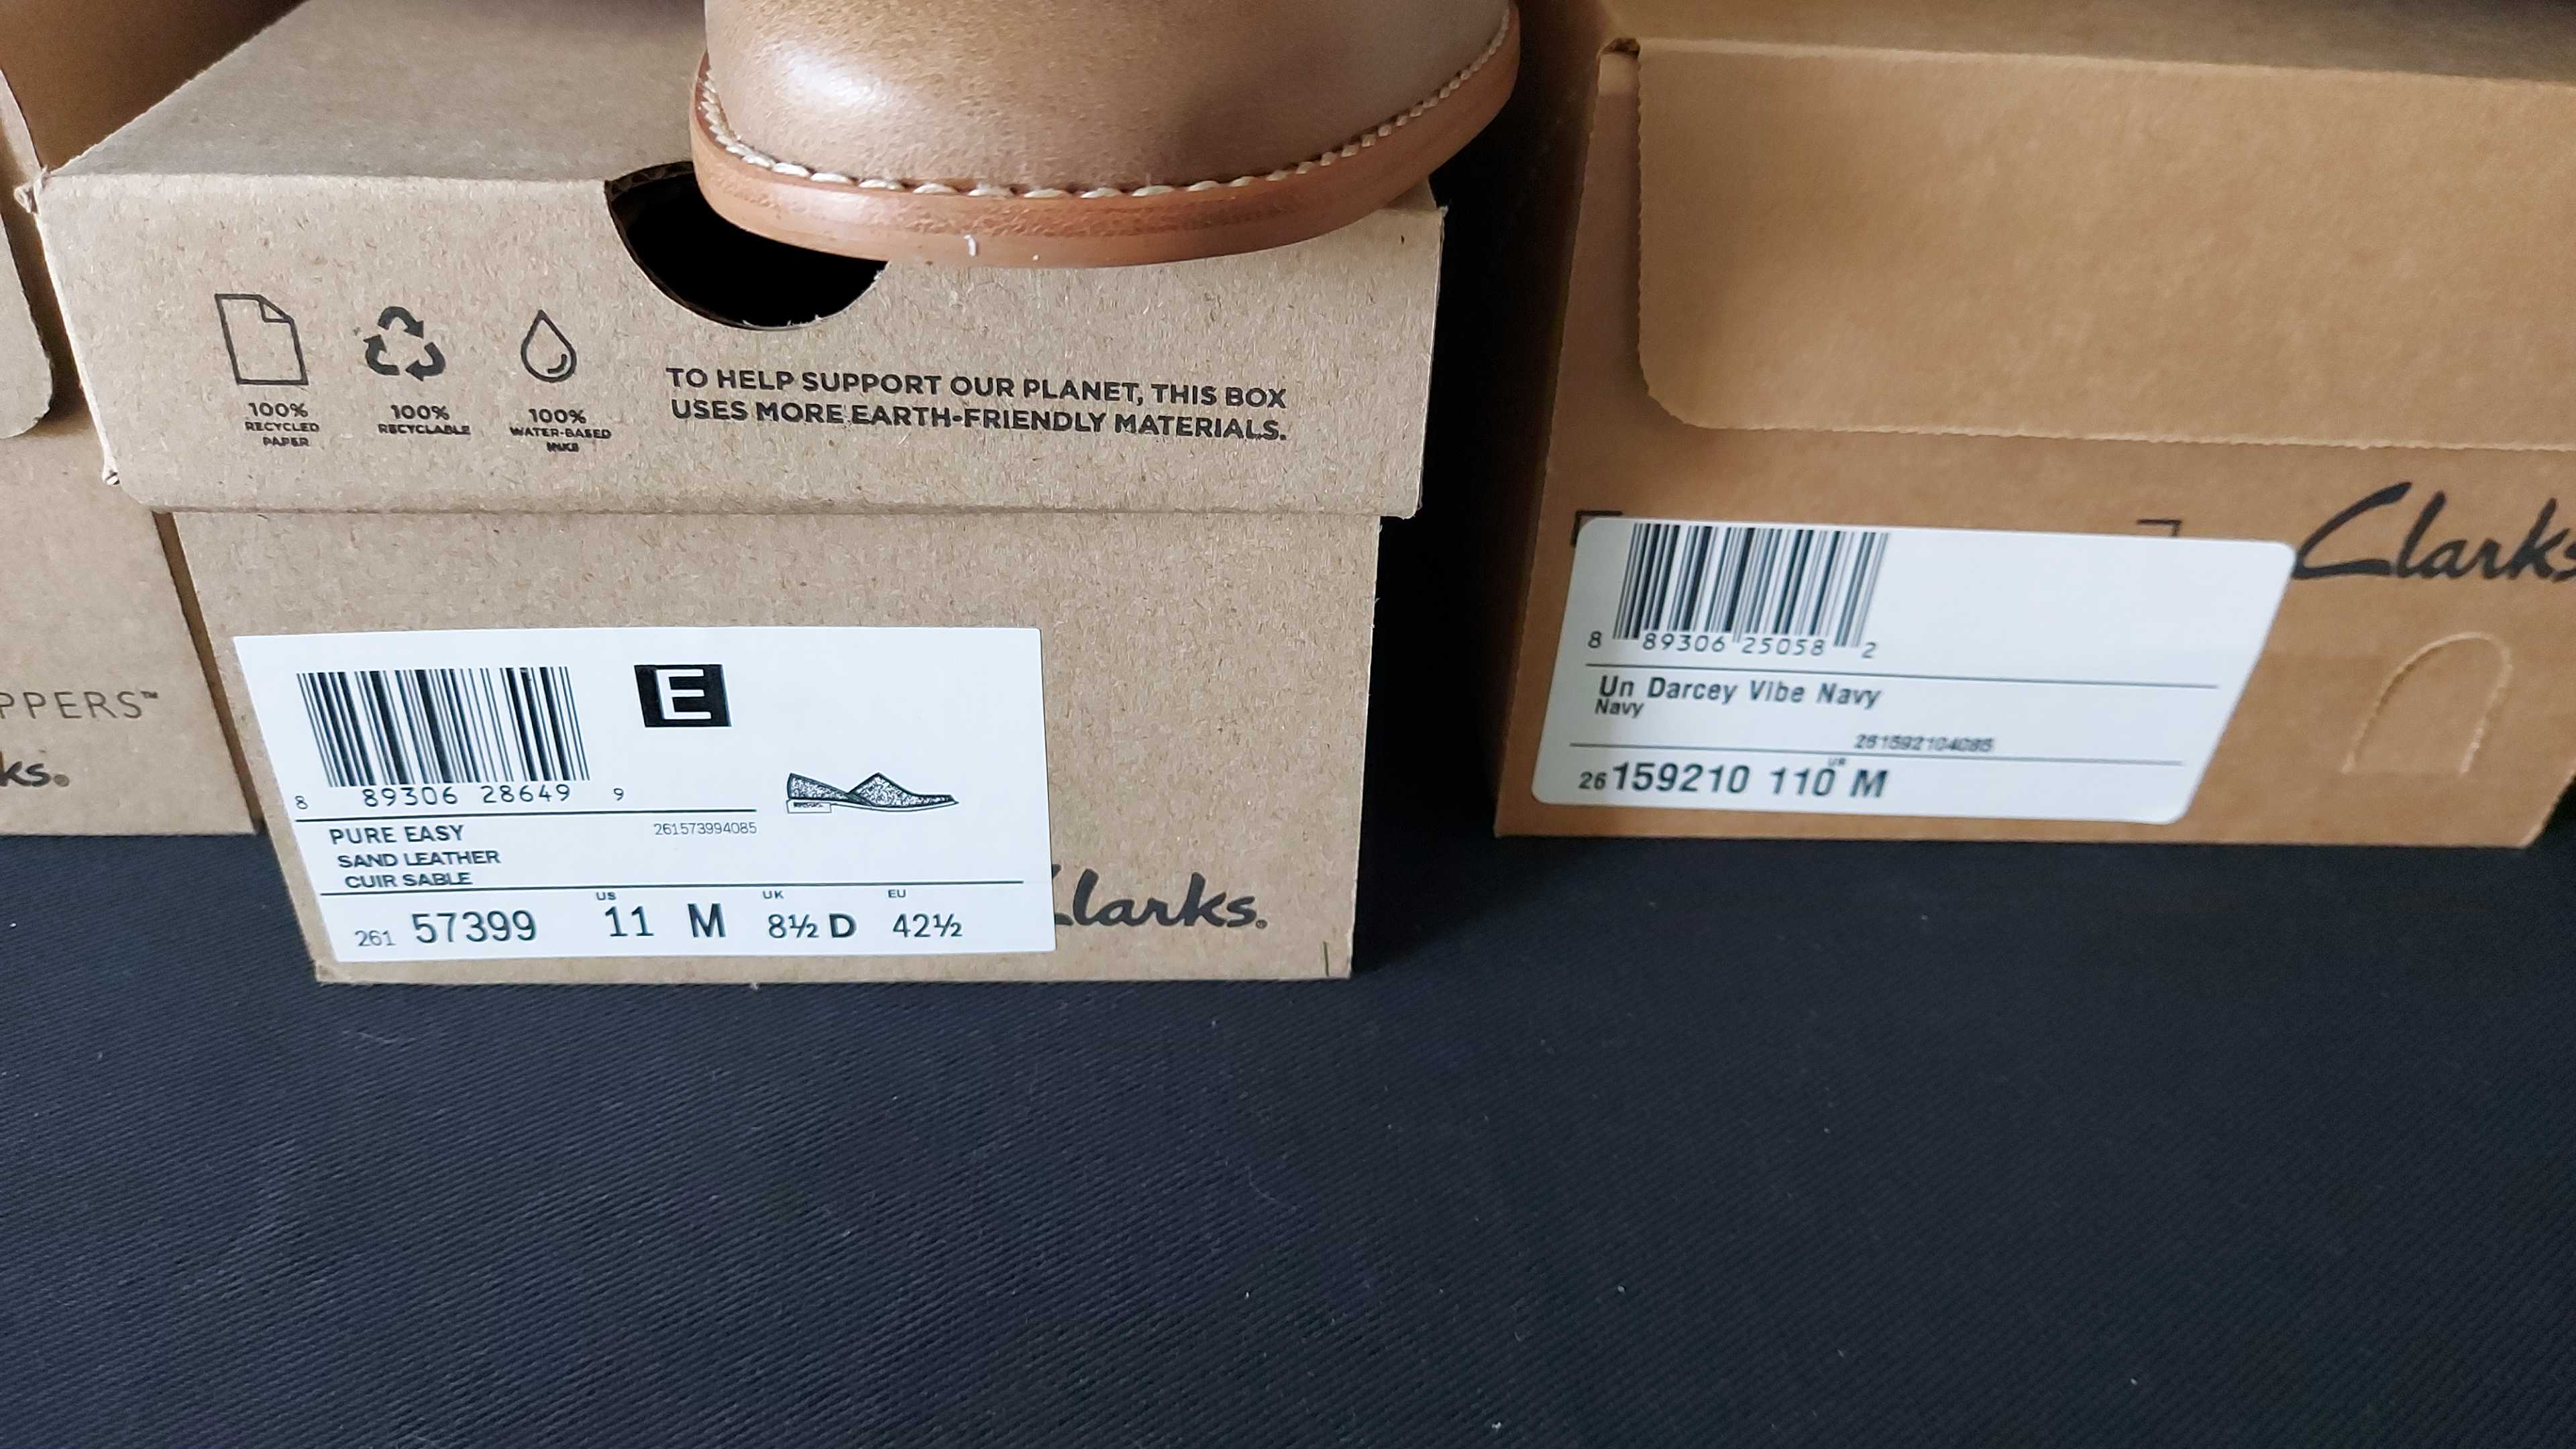 100%
RECYCLED
PAPER
100%
RECYCLABLE
100%
WATER-BASED
INKS
TO HELP SUPPORT OUR PLANET, THIS BOX
USES MORE EARTH-FRIENDLY MATERIALS.
PPERS™
ks.
8 89306 28649 9
E
PURE EASY
261573994085
SAND LEATHER
CUIR SABLE
US UK EU
261 57399 11 M 8½ D 42½
Clarks.
Clarks
8 89306 25058 2
Un Darcey Vibe Navy
Navy
261592104085
26 159210 110 M